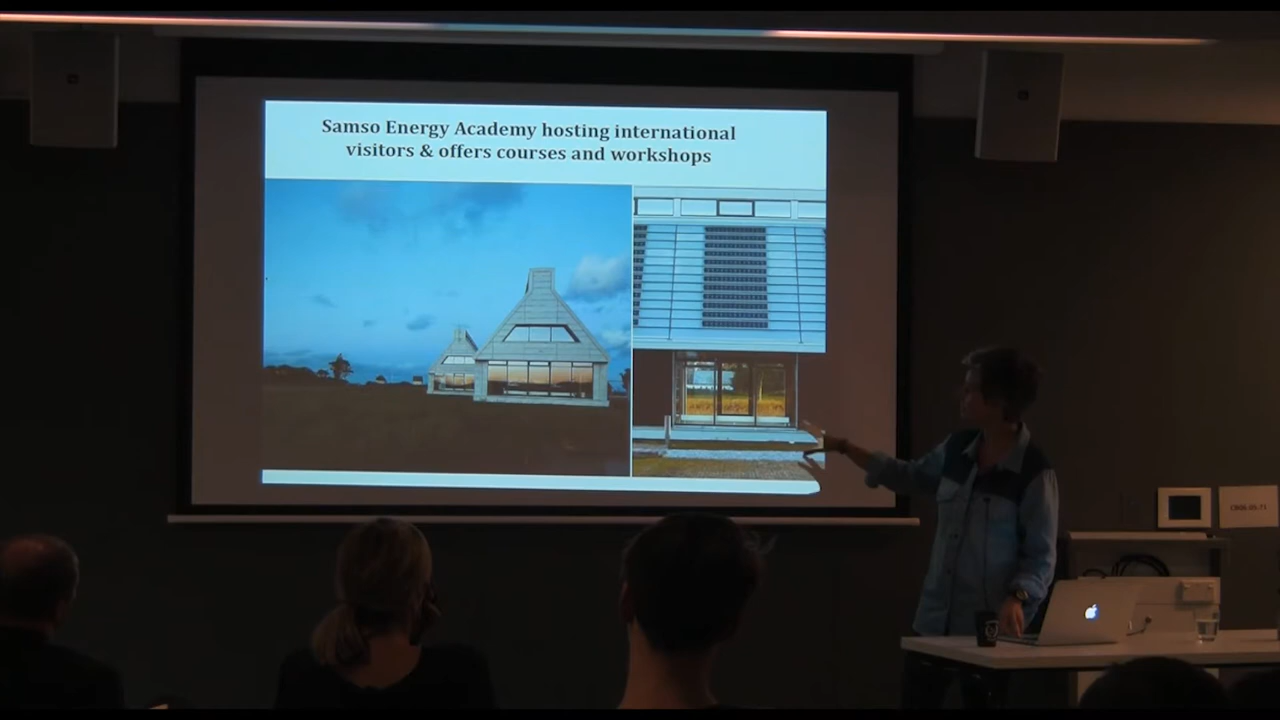 Samso Energy Academy hosting international
visitors & offers courses and workshops